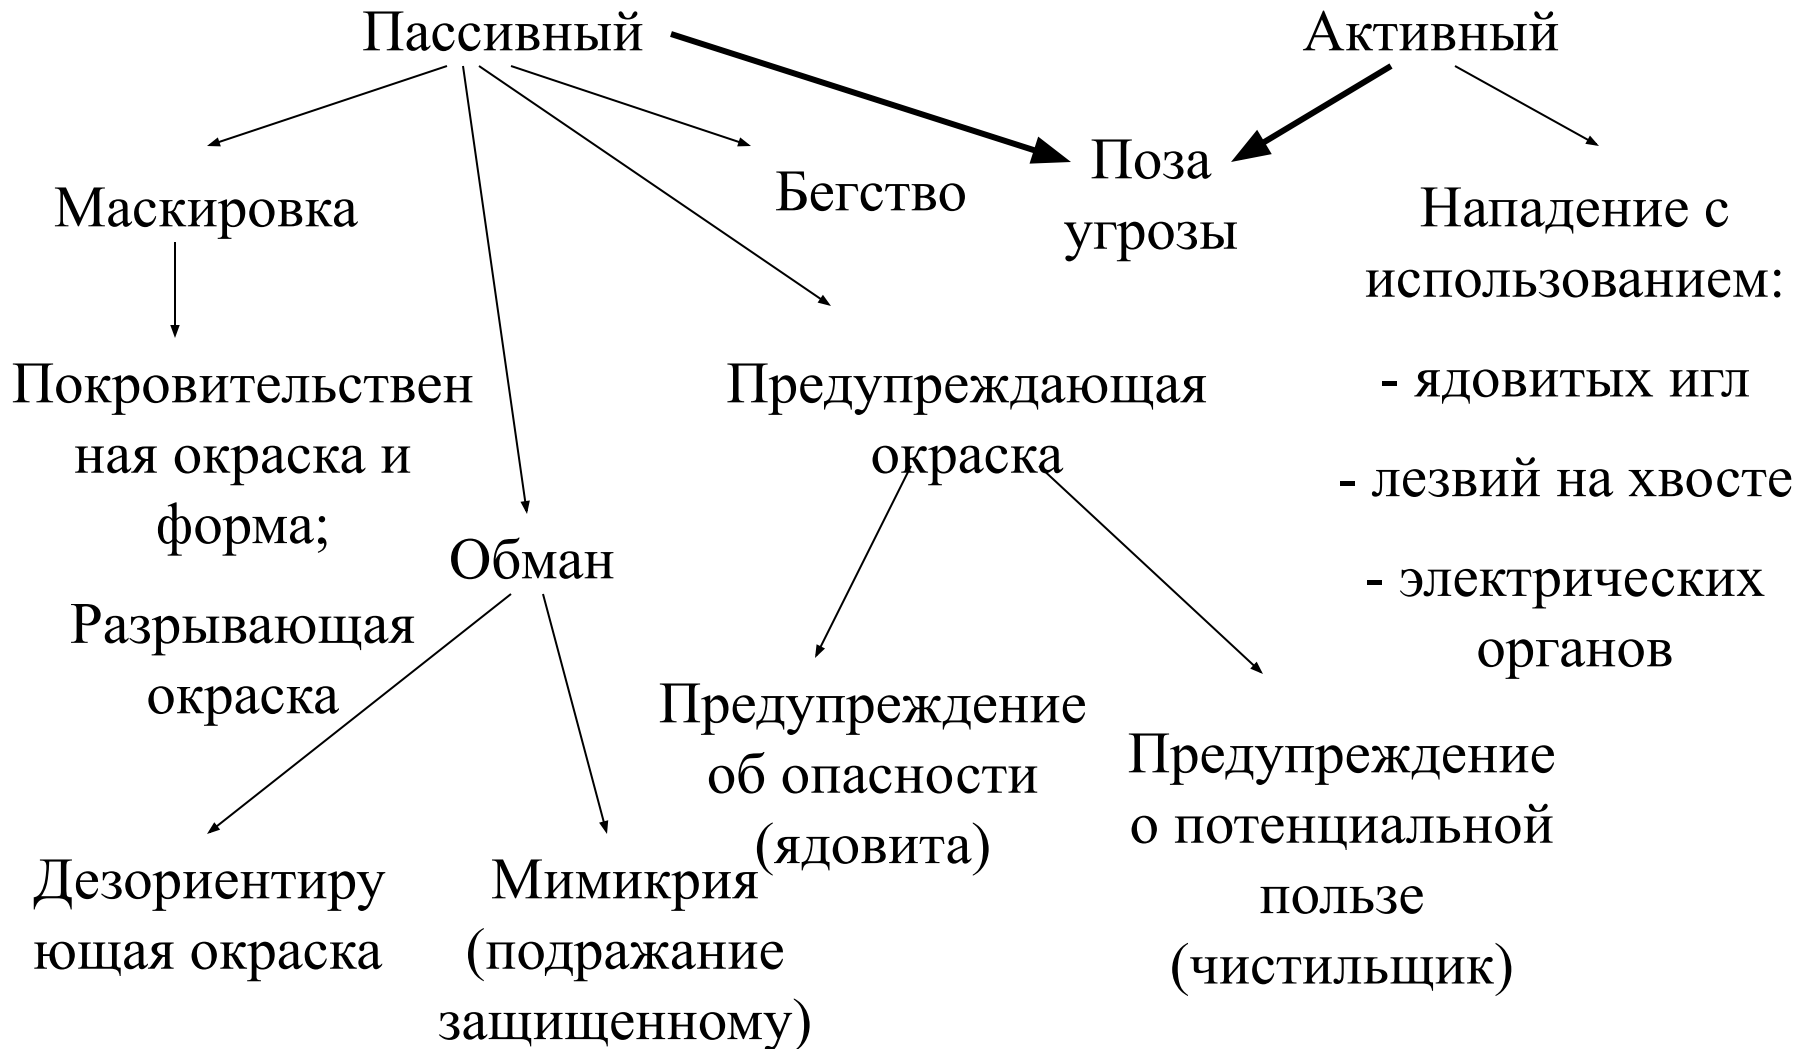 Пассивный
Активный
Маскировка
Бегство
Поза
угрозы
Нападение с
использованием:
- ядовитых игл
- лезвий на хвосте
- электрических
органов
Покровительствен
ная окраска и
форма;
Разрывающая
окраска
Обман
Предупреждающая
окраска
Предупреждение
об опасности
(ядовита)
Предупреждение
о потенциальной
пользе
(чистильщик)
Дезориентиру
ющая окраска
Мимикрия
(подражание
защищенному)